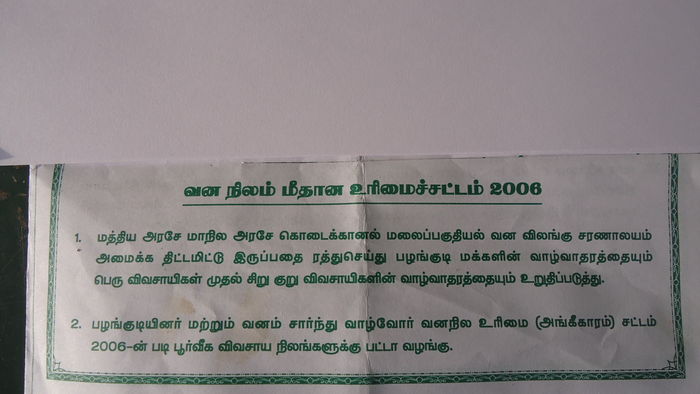 வன நிலம் மீதான உரிமைச்சட்டம் 2006
1. மத்திய அரசே மாநில அரசே கொடைக்கானல் மலைப்பகுதியல் வன விலங்கு சரணாலயம்
அமைக்க திட்டமிட்டு இருப்பதை ரத்துசெய்து பழங்குடி மக்களின் வாழ்வாதரத்தையும்
பெரு விவசாயிகள் முதல் சிறு குறு விவசாயிகளின் வாழ்வாதரத்தையும் உறுதிப்படுத்து.
2. பழங்குடியினர் மற்றும் வனம் சார்ந்து வாழ்வோர் வனநில உரிமை (அங்கீகாரம்) சட்டம்
2006-ன் படி பூர்வீக விவசாய நிலங்களுக்கு பட்டா வழங்கு.